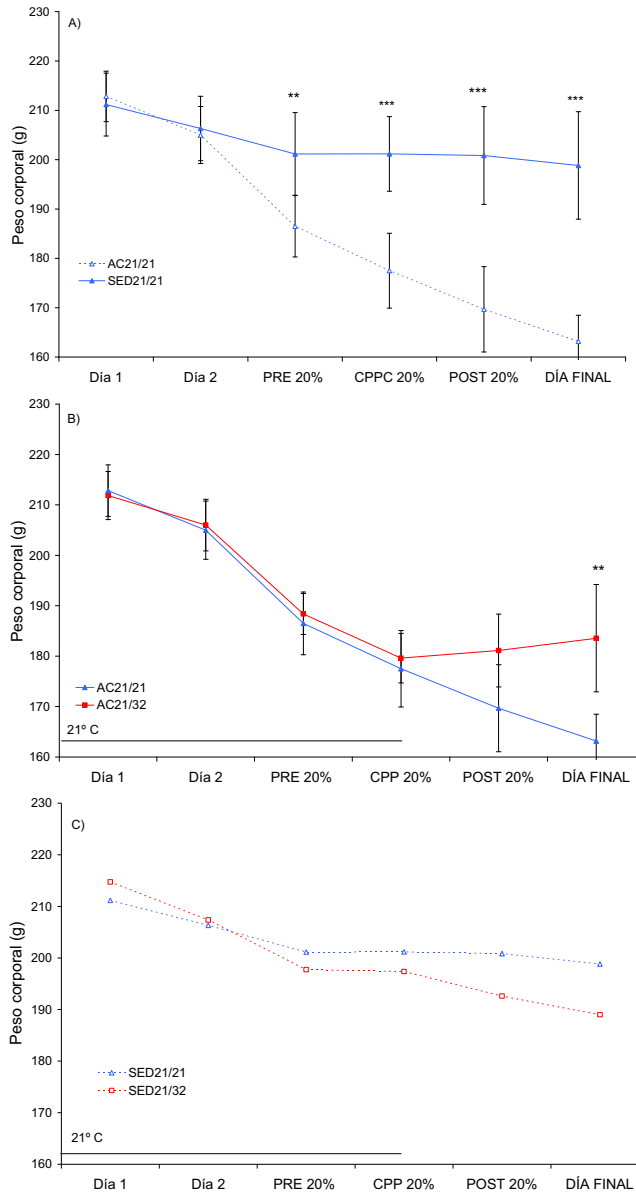 A)
230
220
210
200
190
180
170
160
Peso corporal (g)
** *** *** ***
AC21/21
SED21/21
Día 1 Día 2 PRE 20% CPPC 20% POST 20% DÍA FINAL
B)
230
220
210
200
190
180
170
160
Peso corporal (g)
**
AC21/21
AC21/32
21º C
Día 1 Día 2 PRE 20% CPP 20% POST 20% DÍA FINAL
C)
230
220
210
200
190
180
170
160
Peso corporal (g)
SED21/21
SED21/32
21º C
Día 1 Día 2 PRE 20% CPP 20% POST 20% DÍA FINAL